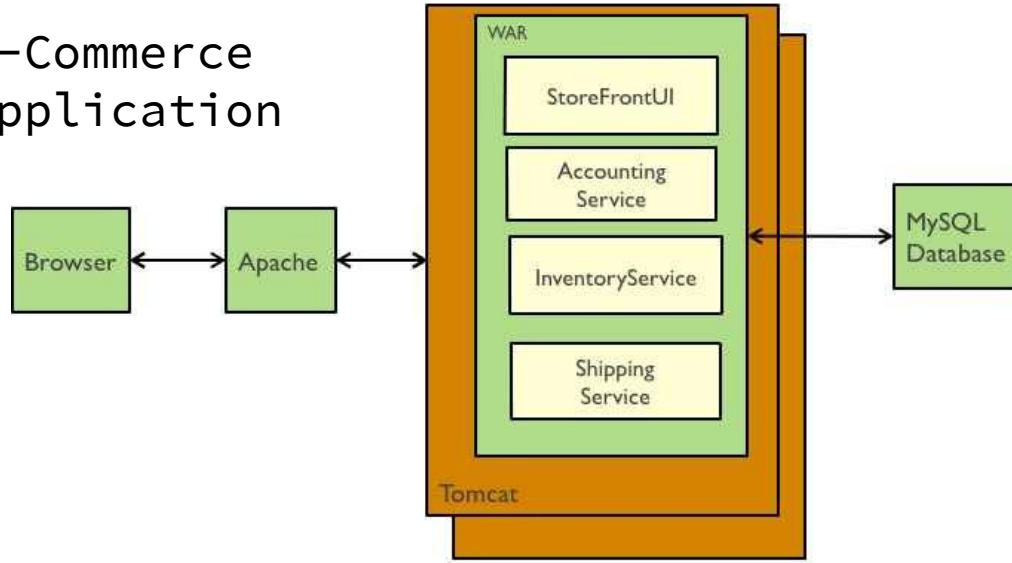 -Commerce
pplication
WAR
StoreFrontUI
Accounting
Service
InventoryService
Shipping
Service
Tomcat
Browser
Apache
MySQL
Database